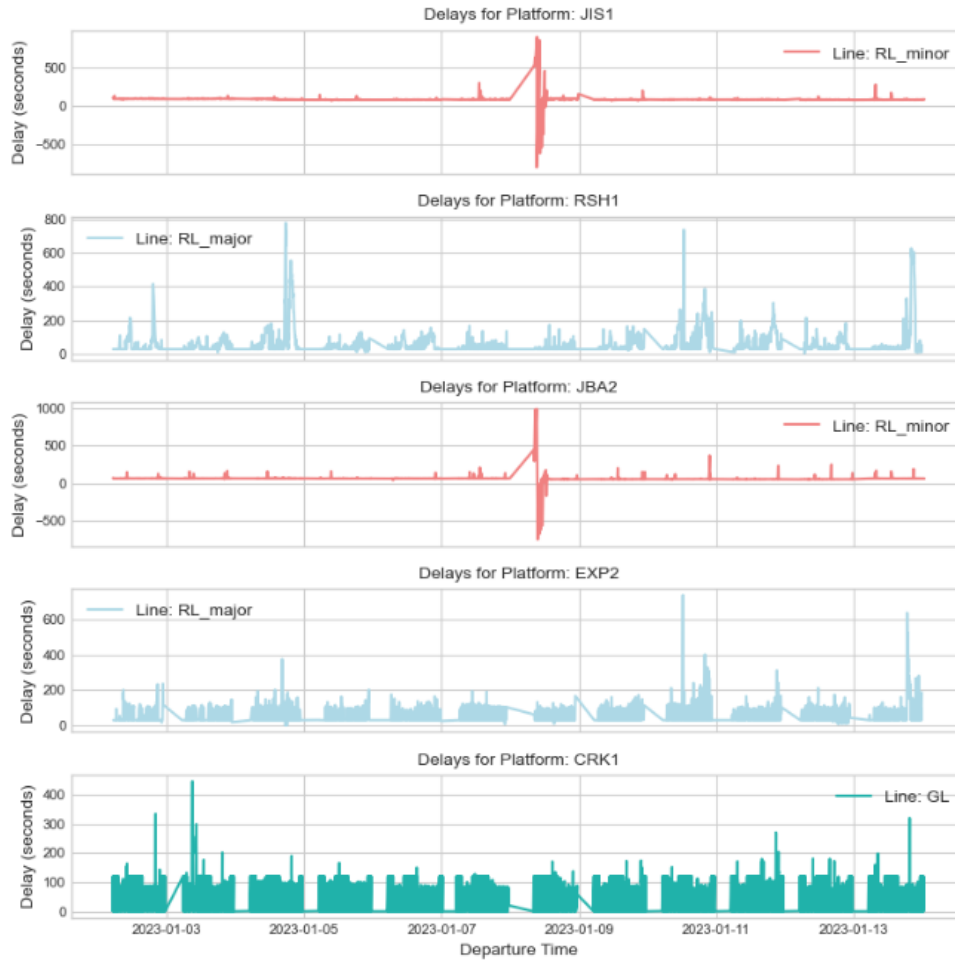 Delays for Platform: JIS1
Delay (seconds)
500
0
−500
Line: RL_minor
Delays for Platform: RSH1
Delay (seconds)
800
600
400
200
0
Line: RL_major
Delays for Platform: JBA2
Delay (seconds)
1000
500
0
−500
Line: RL_minor
Delays for Platform: EXP2
Delay (seconds)
600
400
200
0
Line: RL_major
Delays for Platform: CRK1
Delay (seconds)
400
300
200
100
0
Line: GL
2023-01-03 2023-01-05 2023-01-07 2023-01-09 2023-01-11 2023-01-13
Departure Time